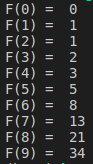 F(0) =  0
F(1) =  1
F(2) =  1
F(3) =  2
F(4) =  3
F(5) =  5
F(6) =  8
F(7) =  13
F(8) =  21
F(9) =  34